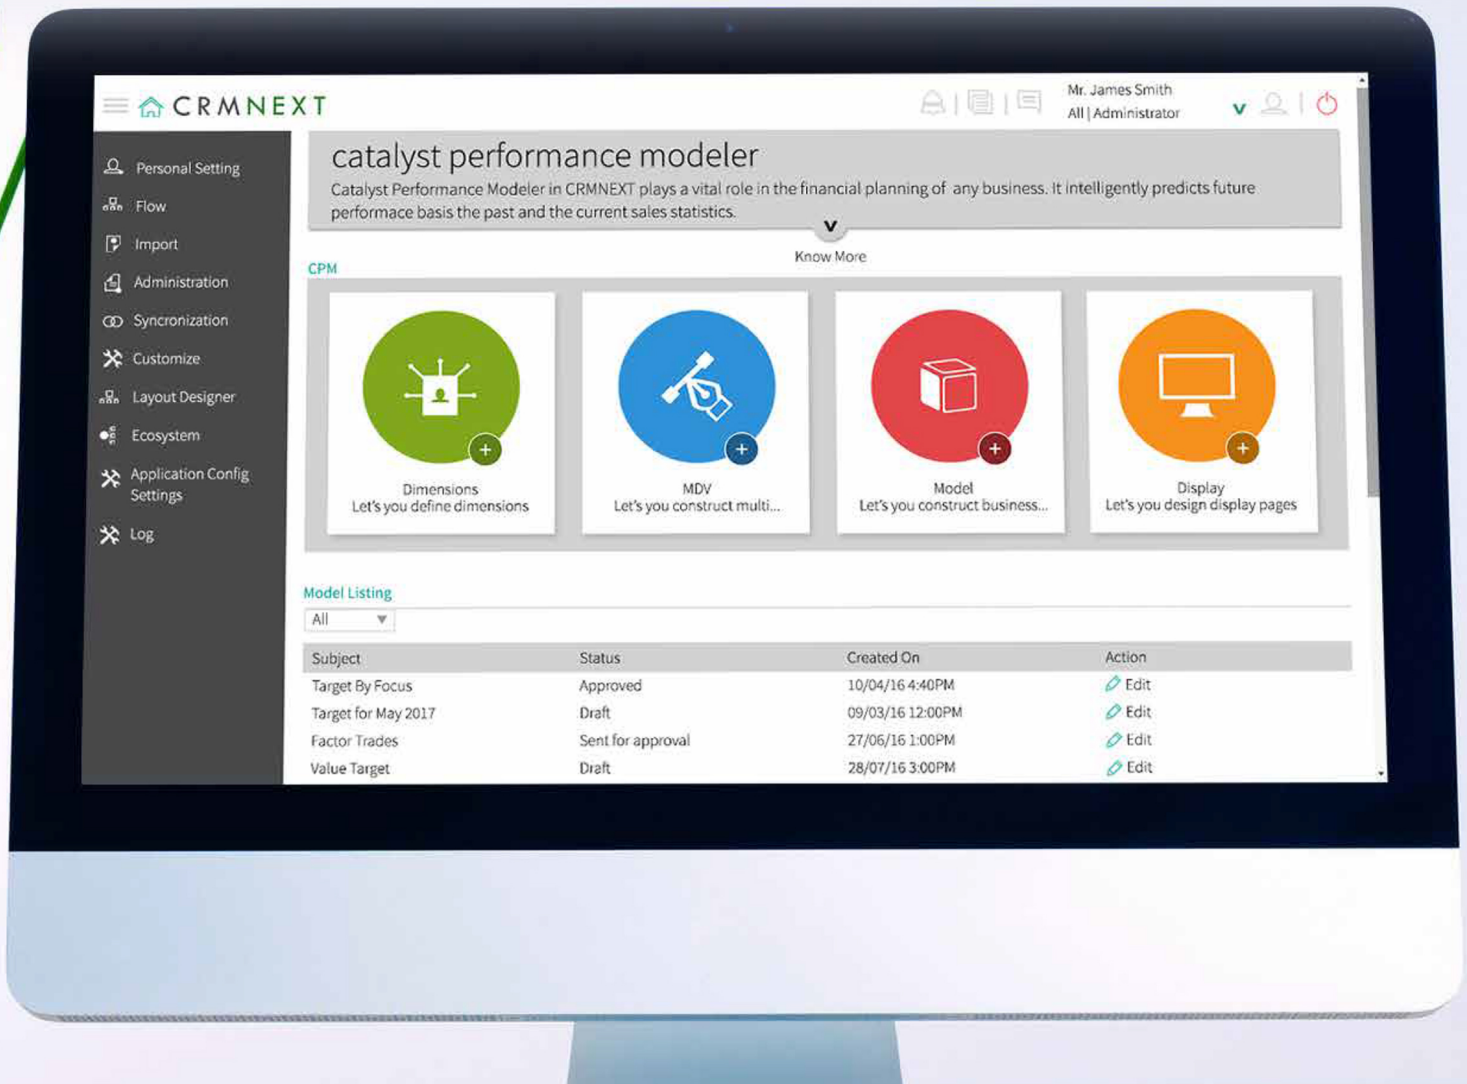 CRMNEXT
Mr. James Smith
All | Administrator
Personal Setting
Flow
Import
Administration
Syncronization
Customize
Layout Designer
Ecosystem
Application Config
Settings
Log
catalyst performance modeler
Catalyst Performance Modeler in CRMNEXT plays a vital role in the financial planning of any business. It intelligently predicts future
performace basis the past and the current sales statistics.
Know More
CPM
Dimensions
Let's you define dimensions
MDV
Let's you construct multi...
Model
Let's you construct business...
Display
Let's you design display pages
Model Listing
All
Subject Status Created On Action
Target By Focus Approved 10/04/16 4:40PM Edit
Target for May 2017 Draft 09/03/16 12:00PM Edit
Factor Trades Sent for approval 27/06/16 1:00PM Edit
Value Target Draft 28/07/16 3:00PM Edit